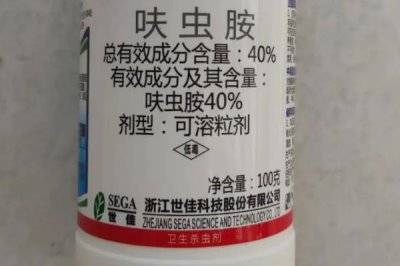 呋虫胺
总有效成分含量：40%
有效成分及其含量：
呋虫胺40%
剂型：可溶粒剂
低毒
净含量：100克
SEGA
世佳
浙江世佳科技股份有限公司
ZHEJIANG SEGA SCIENCE AND TECHNOLOGY CO., LTD.
卫生杀虫剂